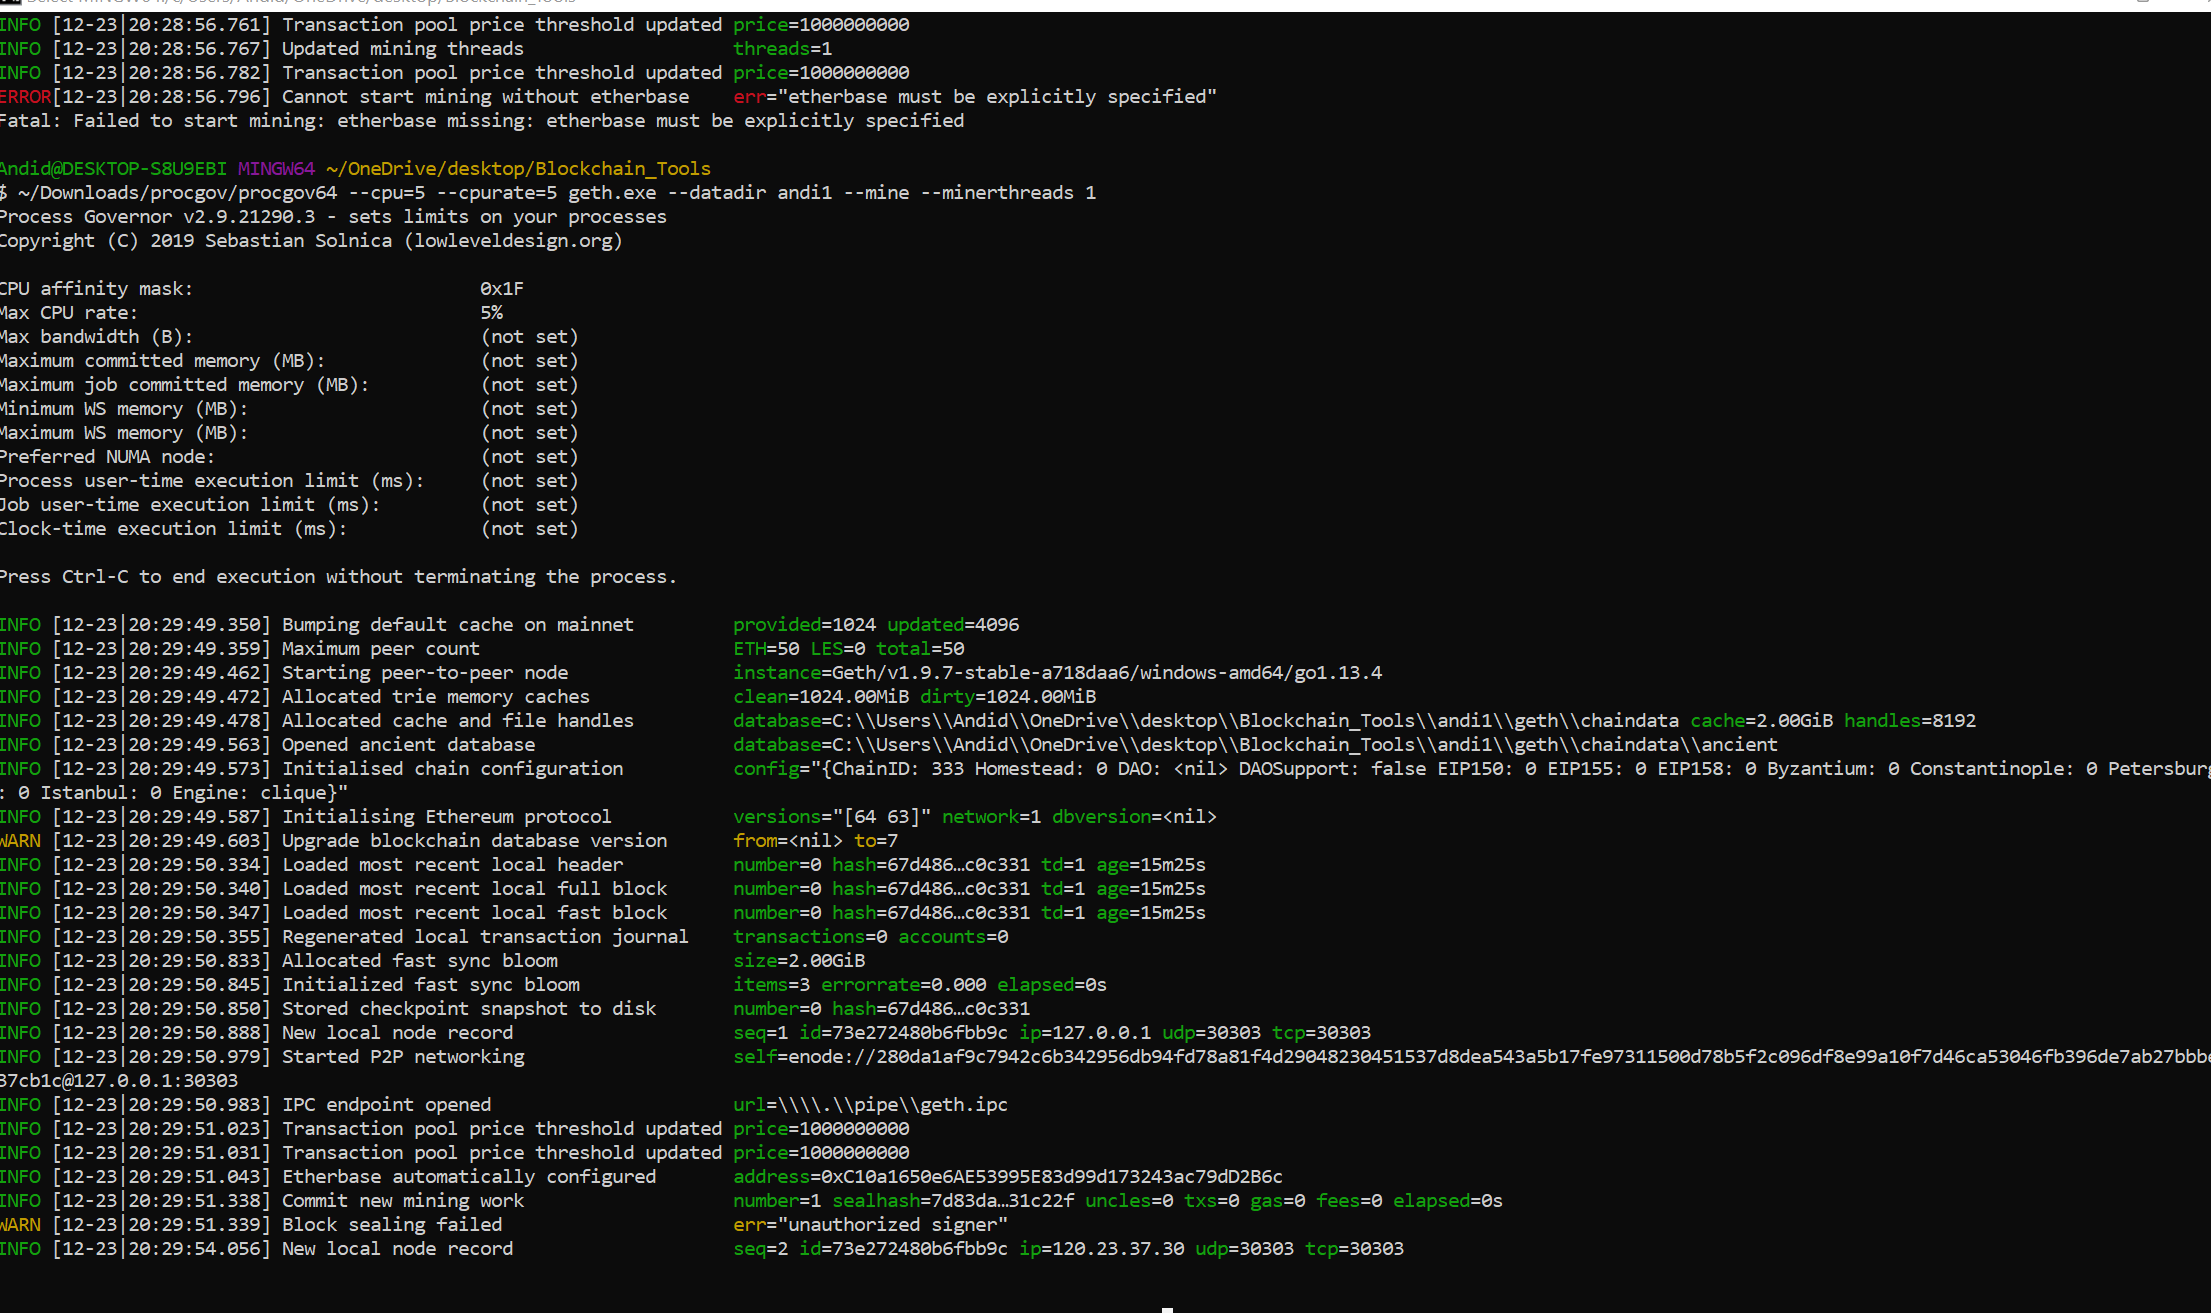 INFO [12-23|20:28:56.761] Transaction pool price threshold updated price=1000000000
INFO [12-23|20:28:56.767] Updated mining threads threads=1
INFO [12-23|20:28:56.782] Transaction pool price threshold updated price=1000000000
ERROR[12-23|20:28:56.796] Cannot start mining without etherbase err="etherbase must be explicitly specified"
Fatal: Failed to start mining: etherbase missing: etherbase must be explicitly specified
Andid@DESKTOP-S8U9EBI MINGW64 ~/OneDrive/desktop/Blockchain_Tools
$ ~/Downloads/procgov/procgov64 --cpu=5 --cpurate=5 geth.exe --datadir andi1 --mine --minerthreads 1
Process Governor v2.9.21290.3 - sets limits on your processes
Copyright (C) 2019 Sebastian Solnica (lowleveldesign.org)
CPU affinity mask: 0x1F
Max CPU rate: 5%
Max bandwidth (B): (not set)
Maximum committed memory (MB): (not set)
Maximum job committed memory (MB): (not set)
Minimum WS memory (MB): (not set)
Maximum WS memory (MB): (not set)
Preferred NUMA node: (not set)
Process user-time execution limit (ms): (not set)
Job user-time execution limit (ms): (not set)
Clock-time execution limit (ms): (not set)
Press Ctrl-C to end execution without terminating the process.
INFO [12-23|20:29:49.350] Bumping default cache on mainnet provided=1024 updated=4096
INFO [12-23|20:29:49.359] Maximum peer count ETH=50 LES=0 total=50
INFO [12-23|20:29:49.462] Starting peer-to-peer node instance=Geth/v1.9.7-stable-a718daa6/windows-amd64/go1.13.4
INFO [12-23|20:29:49.472] Allocated trie memory caches clean=1024.00MiB dirty=1024.00MiB
INFO [12-23|20:29:49.478] Allocated cache and file handles database=C:\\Users\\Andid\\OneDrive\\desktop\\Blockchain_Tools\\andi1\\geth\\chaindata cache=2.00GiB handles=8192
INFO [12-23|20:29:49.563] Opened ancient database database=C:\\Users\\Andid\\OneDrive\\desktop\\Blockchain_Tools\\andi1\\geth\\chaindata\\ancient
INFO [12-23|20:29:49.573] Initialised chain configuration config="{ChainID: 333 Homestead: 0 DAO: <nil> DAOSupport: false EIP150: 0 EIP155: 0 EIP158: 0 Byzantium: 0 Constantinople: 0 Petersburg
: 0 Istanbul: 0 Engine: clique}"
INFO [12-23|20:29:49.587] Initialising Ethereum protocol versions="[64 63]" network=1 dbversion=<nil>
WARN [12-23|20:29:49.603] Upgrade blockchain database version from=<nil> to=7
INFO [12-23|20:29:50.334] Loaded most recent local header number=0 hash=67d486…c0c331 td=1 age=15m25s
INFO [12-23|20:29:50.340] Loaded most recent local full block number=0 hash=67d486…c0c331 td=1 age=15m25s
INFO [12-23|20:29:50.347] Loaded most recent local fast block number=0 hash=67d486…c0c331 td=1 age=15m25s
INFO [12-23|20:29:50.355] Regenerated local transaction journal transactions=0 accounts=0
INFO [12-23|20:29:50.833] Allocated fast sync bloom size=2.00GiB
INFO [12-23|20:29:50.845] Initialized fast sync bloom items=3 errorrate=0.000 elapsed=0s
INFO [12-23|20:29:50.850] Stored checkpoint snapshot to disk number=0 hash=67d486…c0c331
INFO [12-23|20:29:50.888] New local node record seq=1 id=73e272480b6fbb9c ip=127.0.0.1 udp=30303 tcp=30303
INFO [12-23|20:29:50.979] Started P2P networking self=enode://280da1af9c7942c6b342956db94fd78a81f4d29048230451537d8dea543a5b17fe97311500d78b5f2c096df8e99a10f7d46ca53046fb396de7ab27bbbe
37cb1c@127.0.0.1:30303
INFO [12-23|20:29:50.983] IPC endpoint opened url=\\\\.\\pipe\\geth.ipc
INFO [12-23|20:29:51.023] Transaction pool price threshold updated price=1000000000
INFO [12-23|20:29:51.031] Transaction pool price threshold updated price=1000000000
INFO [12-23|20:29:51.043] Etherbase automatically configured address=0xC10a1650e6AE53995E83d99d173243ac79dD2B6c
INFO [12-23|20:29:51.338] Commit new mining work number=1 sealhash=7d83da…31c22f uncles=0 txs=0 gas=0 fees=0 elapsed=0s
WARN [12-23|20:29:51.339] Block sealing failed err="unauthorized signer"
INFO [12-23|20:29:54.056] New local node record seq=2 id=73e272480b6fbb9c ip=120.23.37.30 udp=30303 tcp=30303